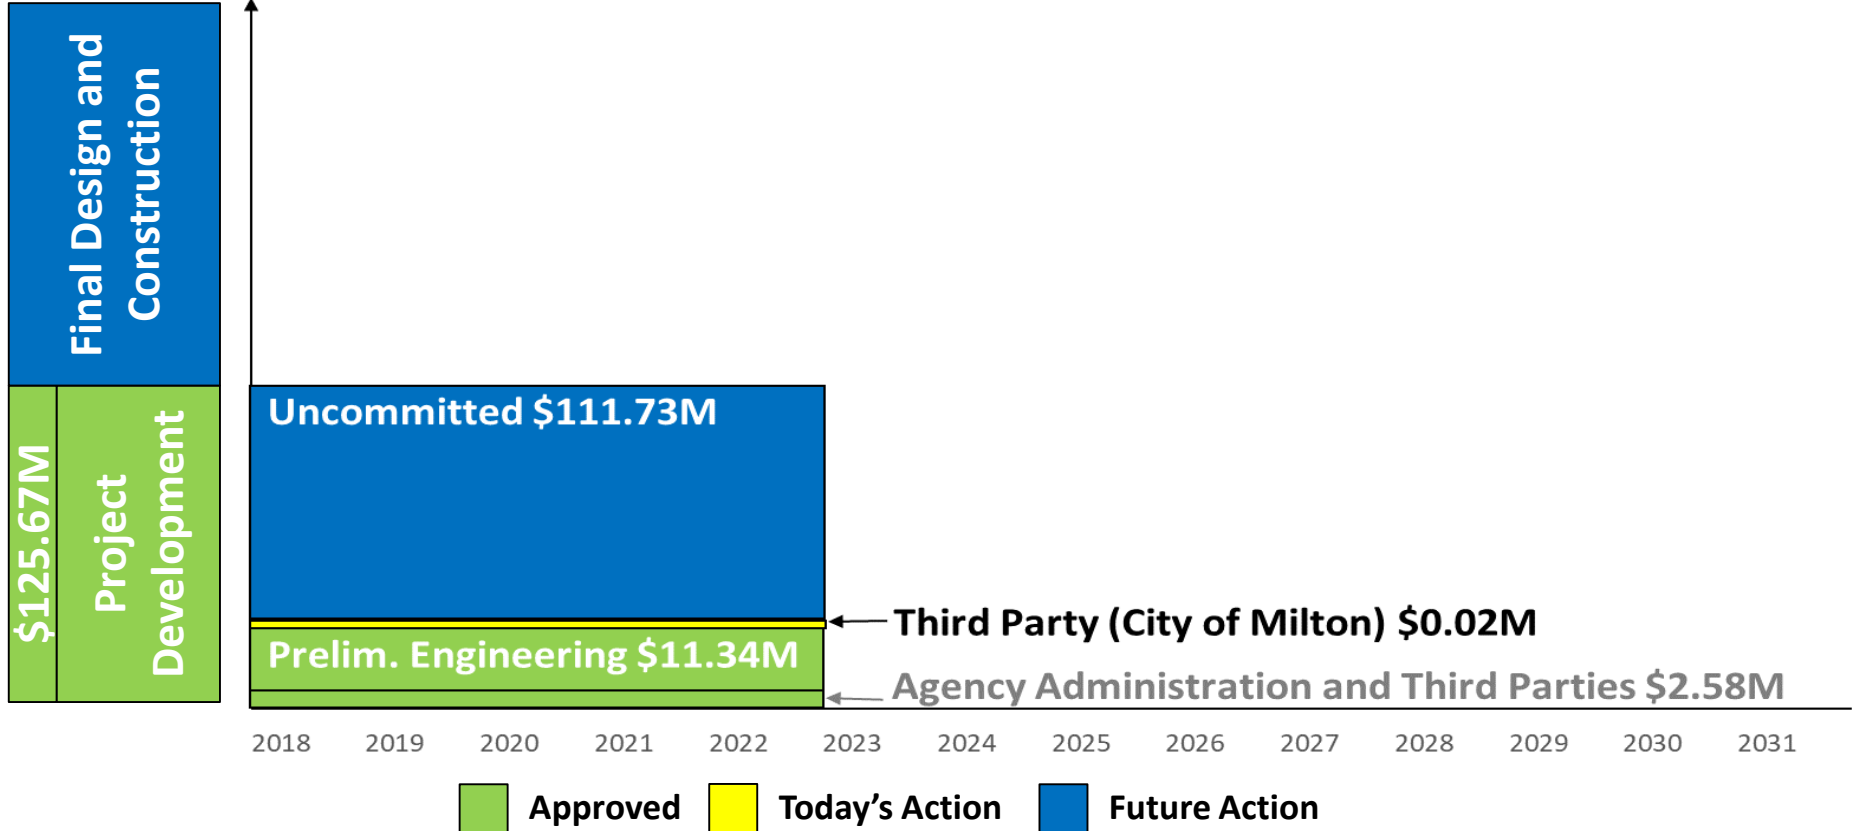 Final Design and
Construction
$125.67M
Project
Development
Uncommitted $111.73M
Third Party (City of Milton) $0.02M
Prelim. Engineering $11.34M
Agency Administration and Third Parties $2.58M
2018 2019 2020 2021 2022 2023 2024 2025 2026 2027 2028 2029 2030 2031
Approved Today’s Action Future Action